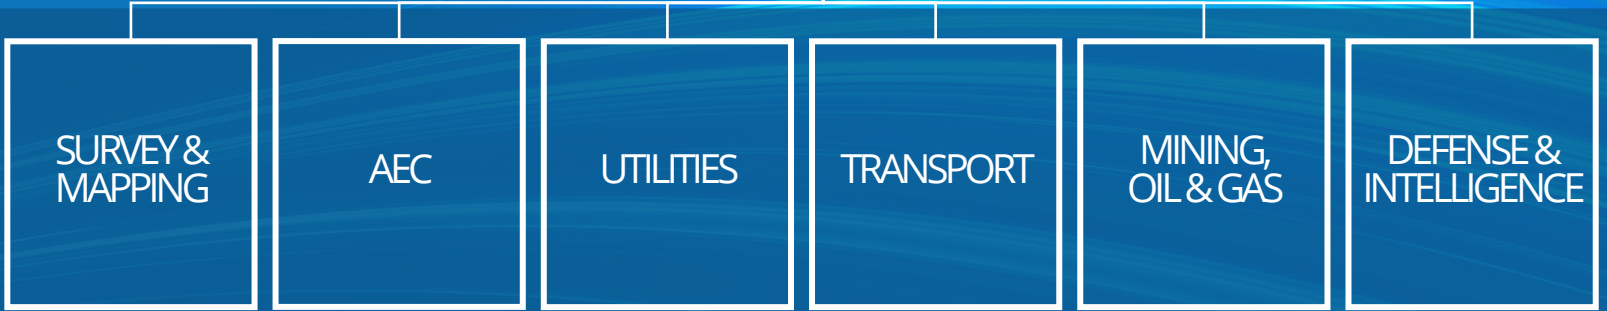 SURVEY &
MAPPING
AEC
UTILITIES
TRANSPORT
MINING,
OIL & GAS
DEFENSE &
INTELLIGENCE